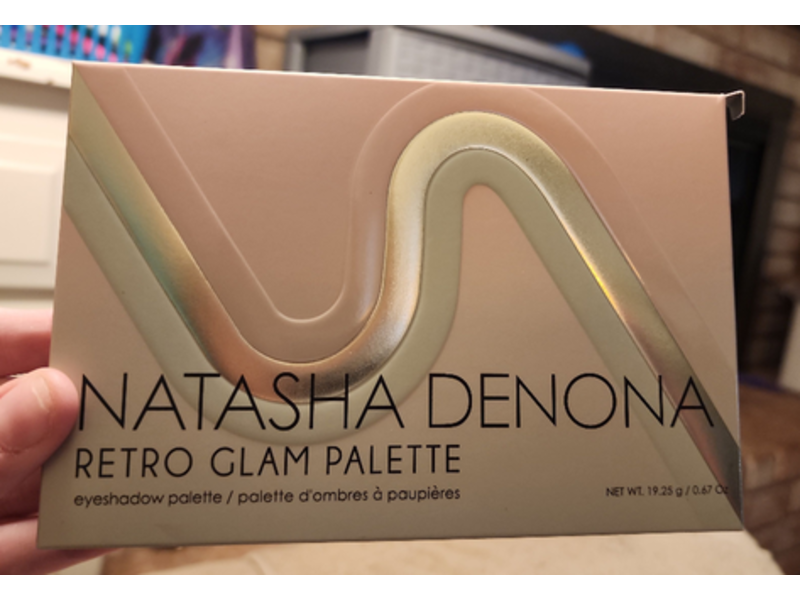 NATASHA DENONA
RETRO GLAM PALETTE
eyeshadow palette / palette d'ombres à paupières
NET WT. 19.25 g / 0.67 Oz